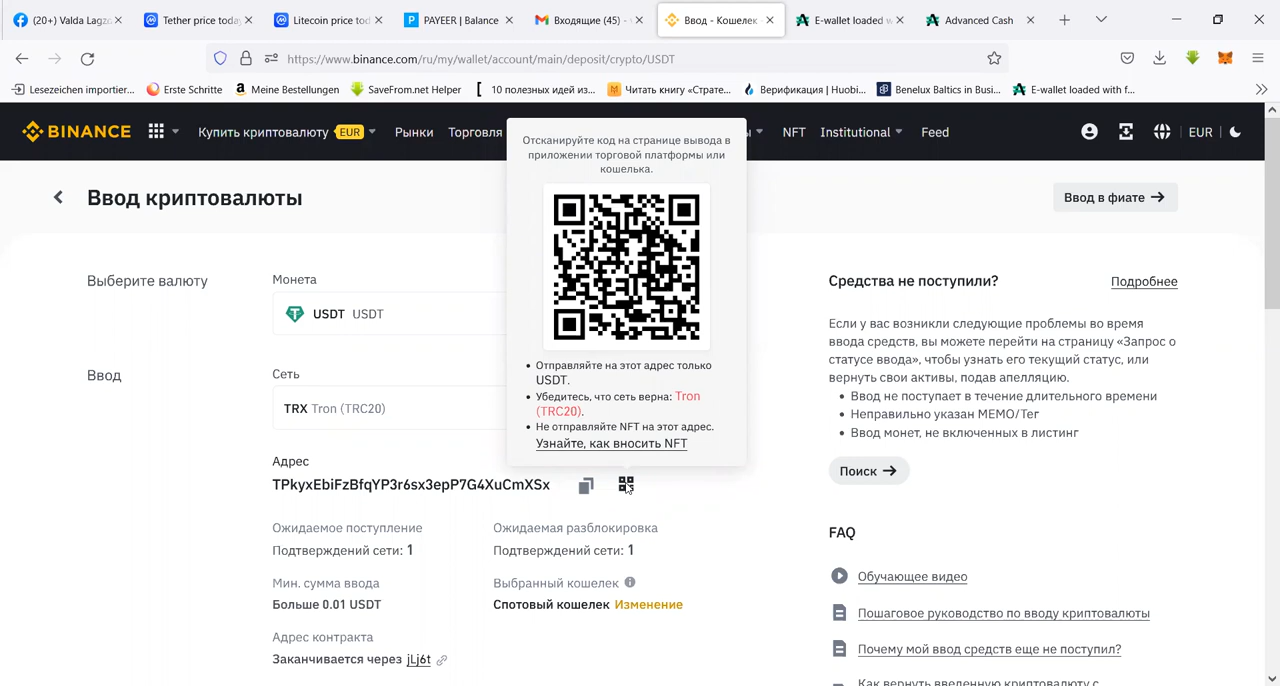 (20+) Valda Lagzd
Tether price today
Litecoin price tod
PAYEER | Balance
Входящие (45) -
Ввод - Кошелек
E-wallet loaded w
Advanced Cash
https://www.binance.com/ru/my/wallet/account/main/deposit/crypto/USDT
Lesezeichen importier...
Erste Schritte
Meine Bestellungen
SaveFrom.net Helper
10 полезных идей из...
Читать книгу «Страте...
Верификация | Huobi...
Benelux Baltics in Busi...
E-wallet loaded with f...
BINANCE
Купить криптовалюту
EUR
Рынки
Торговля
NFT
Institutional
Feed
EUR
Ввод криптовалюты
Ввод в фиате
Отсканируйте код на странице вывода в
приложении торговой платформы или
кошелька.
Отправляйте на этот адрес только
USDT.
Убедитесь, что сеть верна: Tron
(TRC20).
Не отправляйте NFT на этот адрес.
Узнайте, как вносить NFT
Выберите валюту
Монета
USDT USDT
Ввод
Сеть
TRX Tron (TRC20)
Адрес
TPkyxEbiFzBfqYP3r6sx3epP7G4XuCmXSx
Ожидаемое поступление
Подтверждений сети: 1
Ожидаемая разблокировка
Подтверждений сети: 1
Мин. сумма ввода
Больше 0.01 USDT
Выбранный кошелек
Спотовый кошелек Изменение
Адрес контракта
Заканчивается через jLj6t
Средства не поступили?
Подробнее
Если у вас возникли следующие проблемы во время
ввода средств, вы можете перейти на страницу «Запрос о
статусе ввода», чтобы узнать его текущий статус, или
вернуть свои активы, подав апелляцию.
Ввод не поступает в течение длительного времени
Неправильно указан MEMO/Тег
Ввод монет, не включенных в листинг
Поиск
FAQ
Обучающее видео
Пошаговое руководство по вводу криптовалюты
Почему мой ввод средств еще не поступил?
Как вернуть введенную криптовалюту с